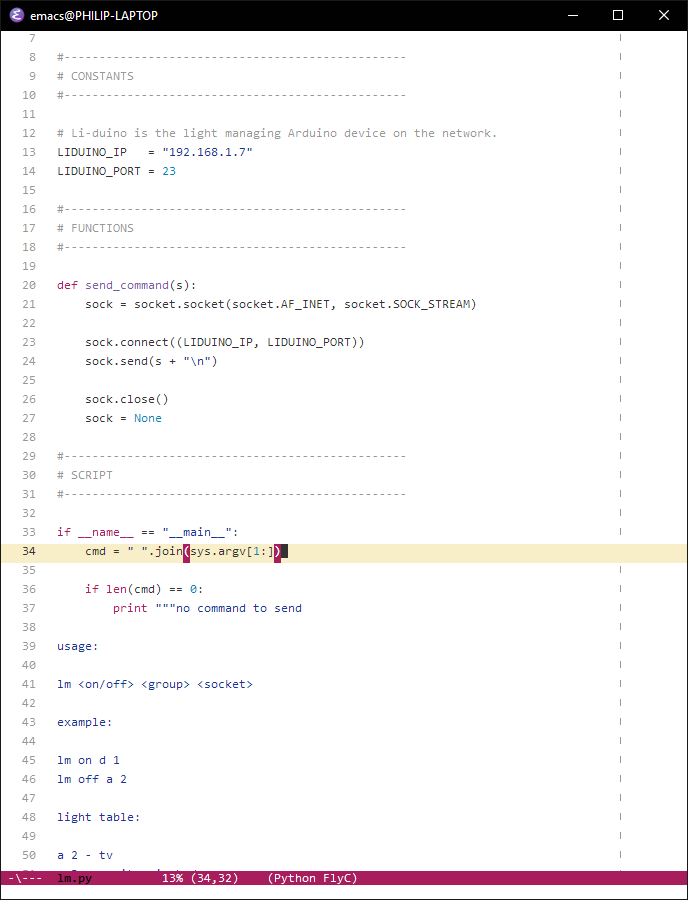 emacs@PHILIP-LAPTOP
7
8 #-------------------------------------------------
9 # CONSTANTS
10 #-------------------------------------------------
11
12 # Li-duino is the light managing Arduino device on the network.
13 LIDUINO_IP   = "192.168.1.7"
14 LIDUINO_PORT = 23
15
16 #-------------------------------------------------
17 # FUNCTIONS
18 #-------------------------------------------------
19
20 def send_command(s):
21     sock = socket.socket(socket.AF_INET, socket.SOCK_STREAM)
22
23     sock.connect((LIDUINO_IP, LIDUINO_PORT))
24     sock.send(s + "\n")
25
26     sock.close()
27     sock = None
28
29 #-------------------------------------------------
30 # SCRIPT
31 #-------------------------------------------------
32
33 if __name__ == "__main__":
34     cmd = " ".join(sys.argv[1:])
35
36     if len(cmd) == 0:
37         print """no command to send
38
39 usage:
40
41 lm <on/off> <group> <socket>
42
43 example:
44
45 lm on d 1
46 lm off a 2
47
48 light table:
49
50 a 2 - tv
-\--- lm.py 13% (34,32) (Python FlyC)